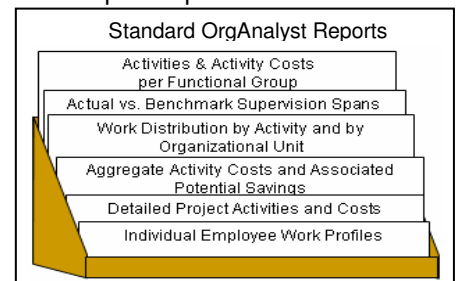 Standard OrgAnalyst Reports
Activities & Activity Costs
per Functional Group
Actual vs. Benchmark Supervision Spans
Work Distribution by Activity and by
Organizational Unit
Aggregate Activity Costs and Associated
Potential Savings
Detailed Project Activities and Costs
Individual Employee Work Profiles